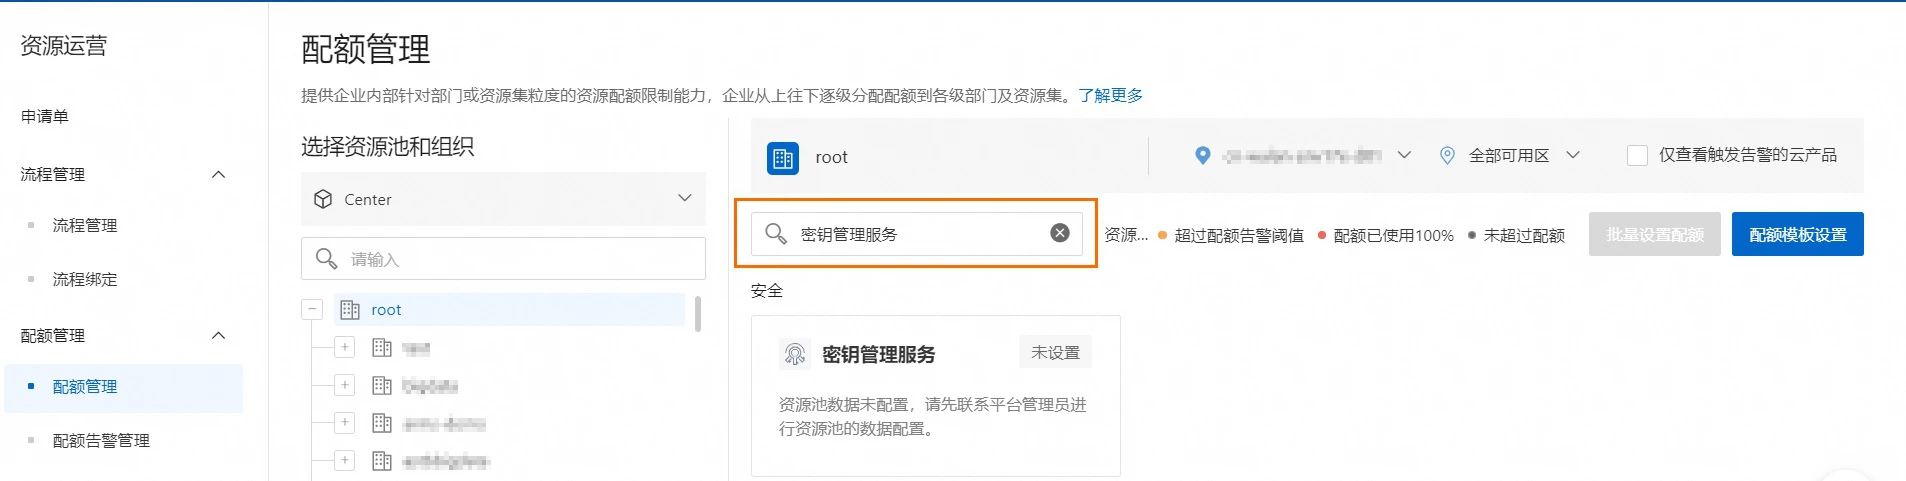 资源运营
申请单
流程管理
流程管理
流程绑定
配额管理
配额管理
配额告警管理
配额管理
提供企业内部针对部门或资源集粒度的资源配额限制能力，企业从上往下逐级分配配额到各级部门及资源集。了解更多
选择资源池和组织
Center
请输入
root
root
全部可用区
仅查看触发告警的云产品
密钥管理服务
资源... 超过配额告警阈值 配额已使用100% 未超过配额
批量设置配额
配额模板设置
安全
密钥管理服务
未设置
资源池数据未配置，请先联系平台管理员进
行资源池的数据配置。